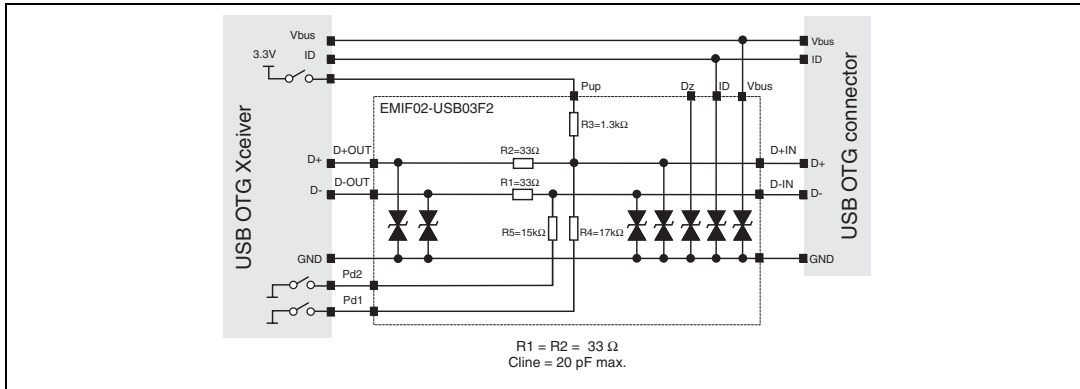 USB OTG Xceiver
USB OTG connector
Vbus
Vbus
ID
ID
3.3V
Pup
Dz
ID
Vbus
EMIF02-USB03F2
R3=1.3kΩ
D+OUT
R2=33Ω
D+IN
D+
D+
D-OUT
R1=33Ω
D-IN
D-
D-
R5=15kΩ
R4=17kΩ
GND
GND
Pd2
Pd1
R1 = R2 = 33 Ω
Cline = 20 pF max.